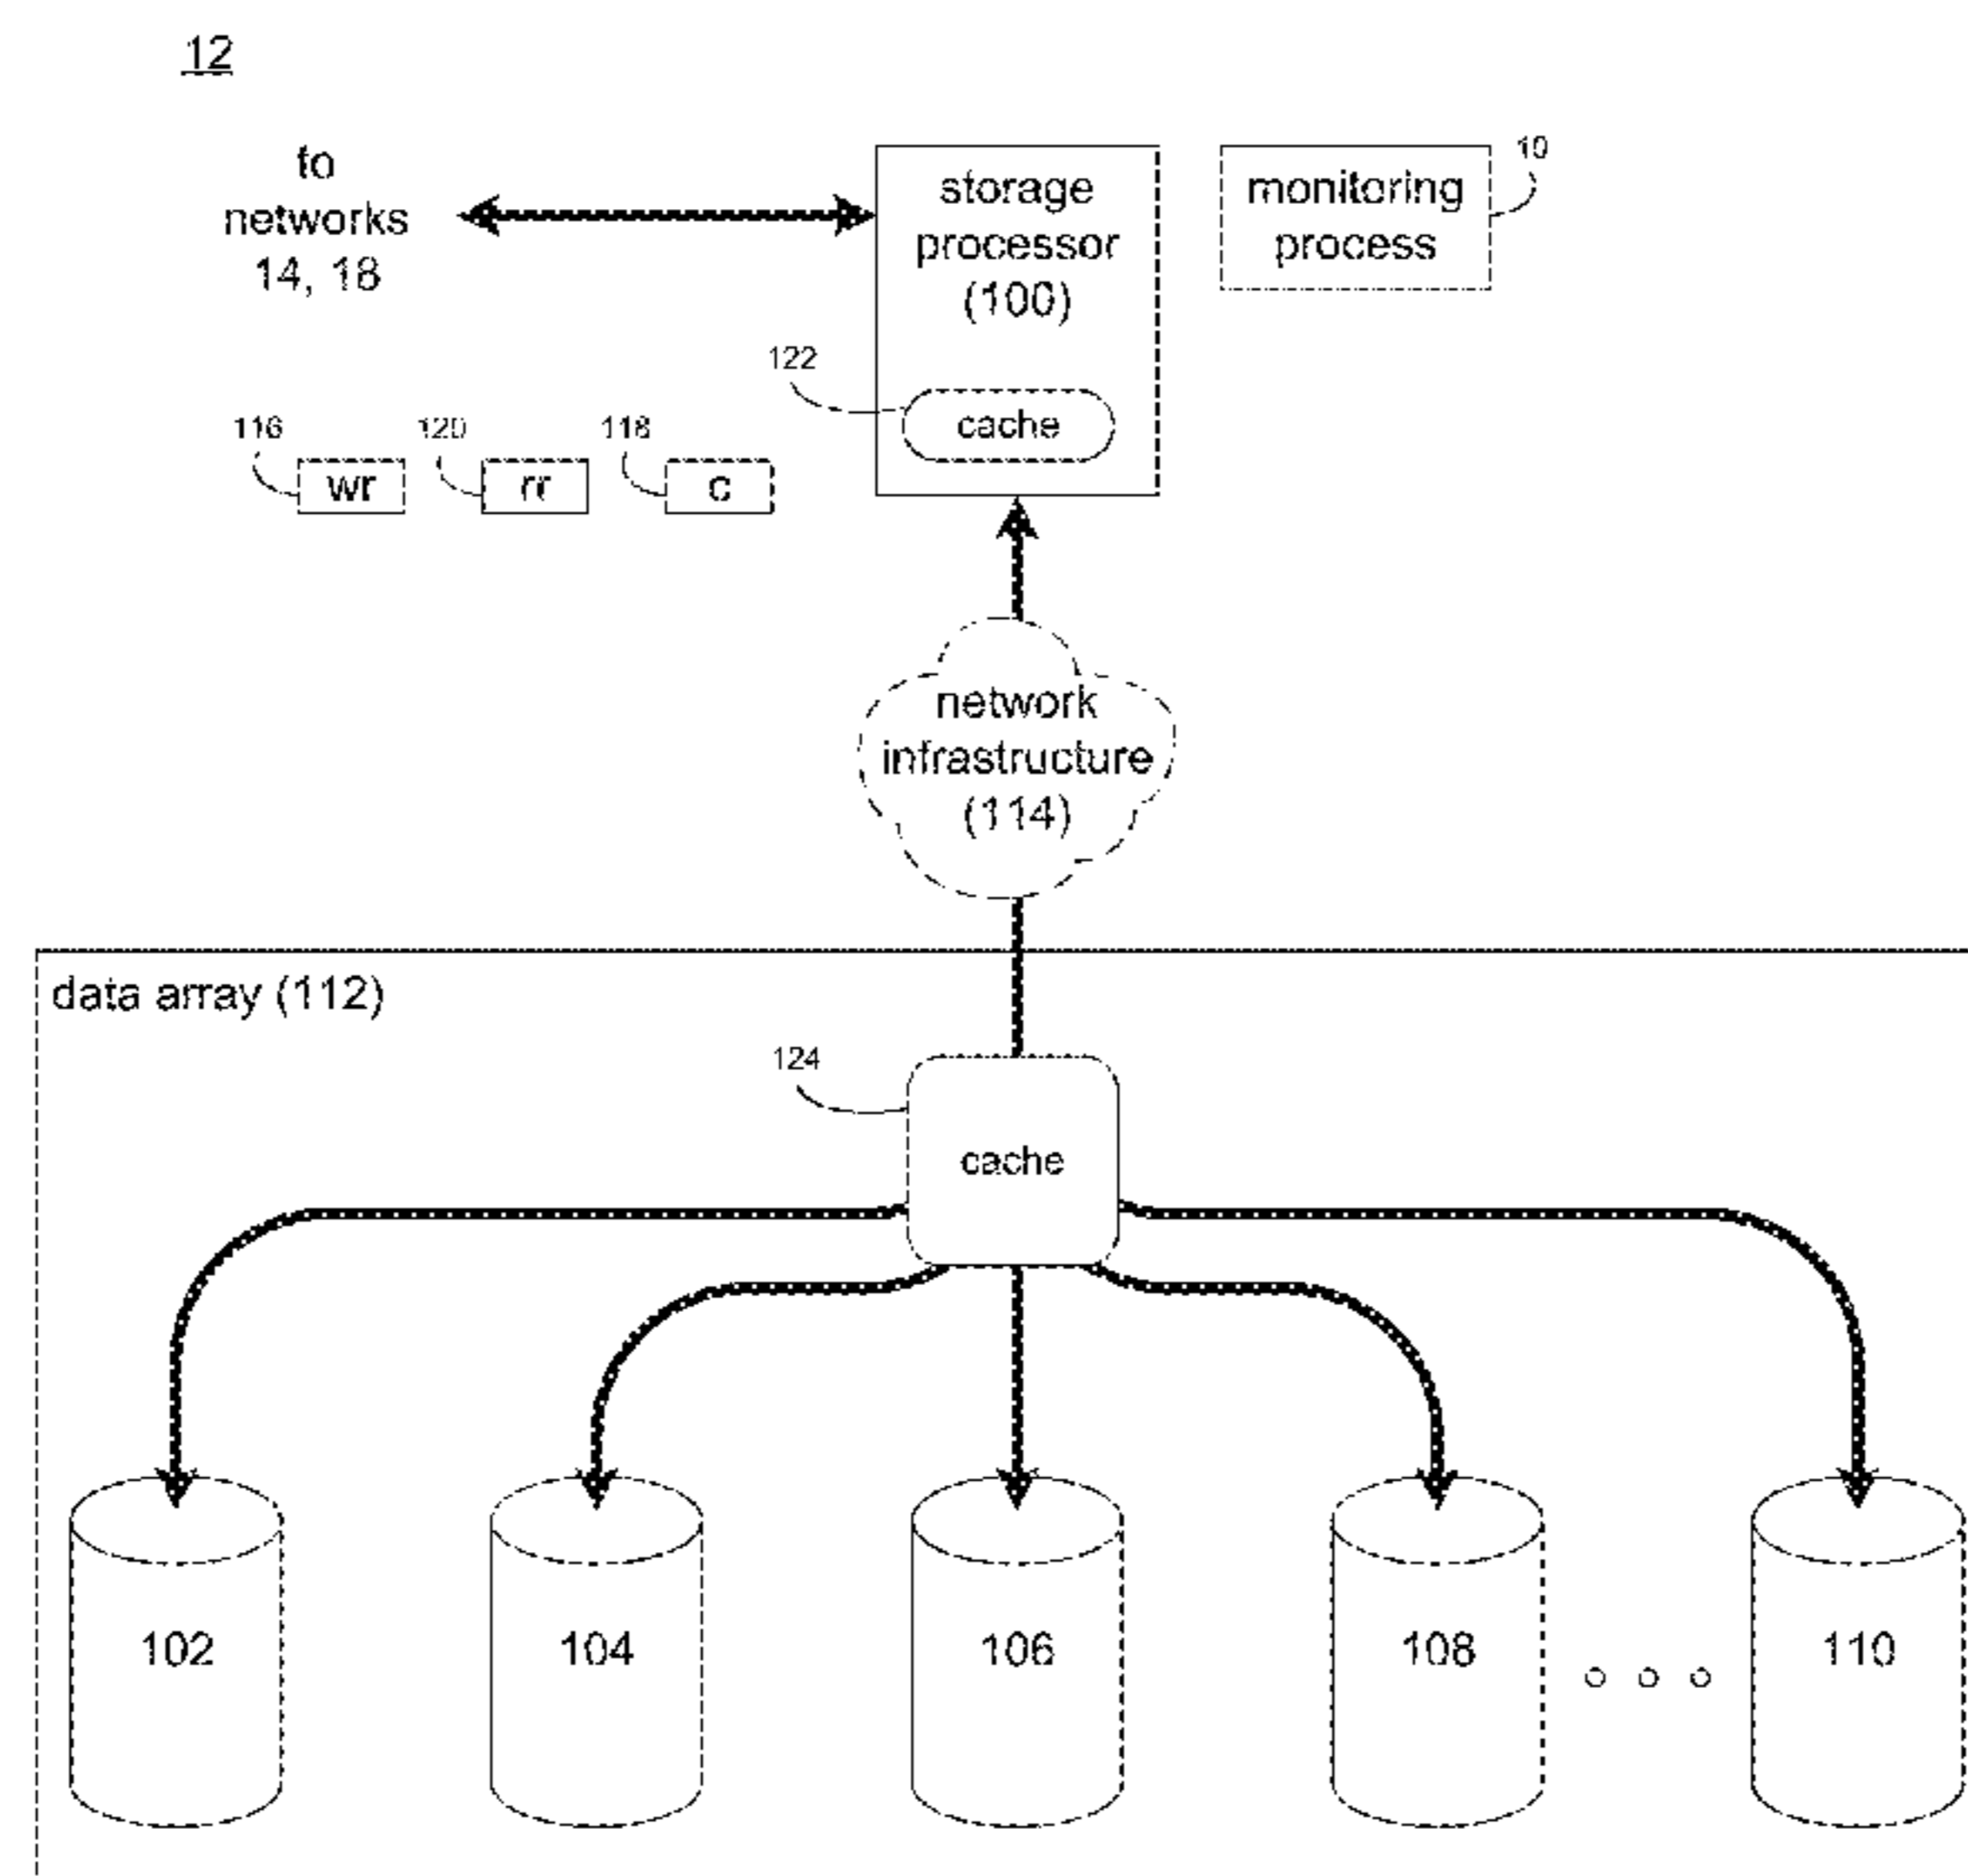 12
to
networks
14, 18
storage
processor
(100)
monitoring
process
10
122
cache
116
wr
120
rr
118
c
network
infrastructure
(114)
data array (112)
124
cache
102
104
106
108
110